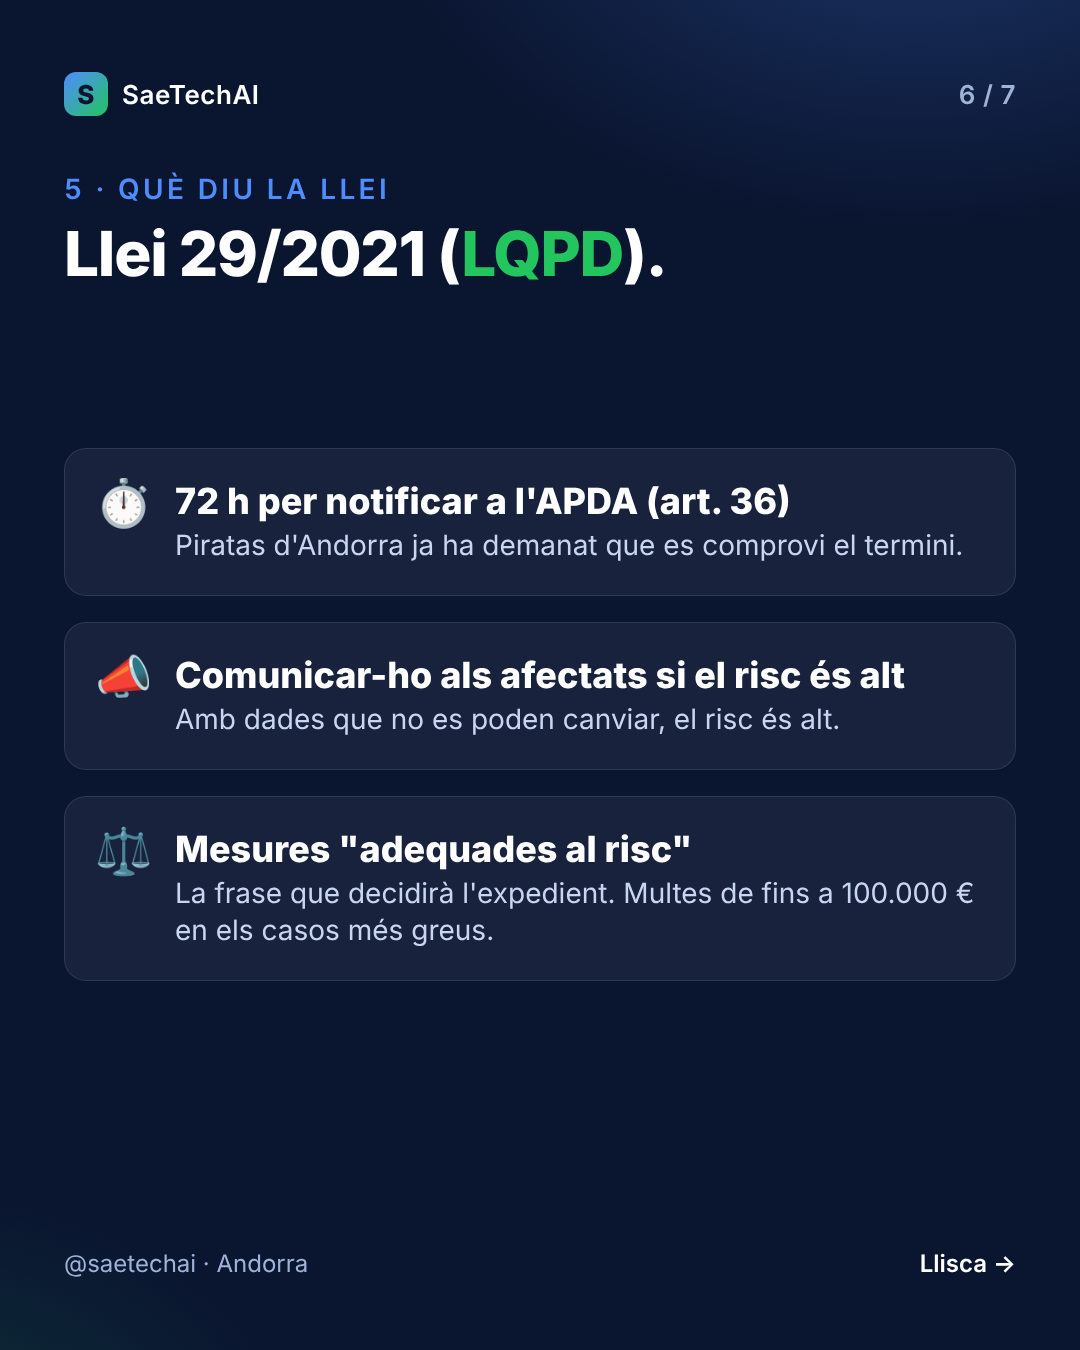 S SaeTechAI
6 / 7
5 · QUÈ DIU LA LLEI
Llei 29/2021 (LQPD).
72 h per notificar a l'APDA (art. 36)
Piratas d'Andorra ja ha demanat que es comprovi el termini.
Comunicar-ho als afectats si el risc és alt
Amb dades que no es poden canviar, el risc és alt.
Mesures "adequades al risc"
La frase que decidirà l'expedient. Multes de fins a 100.000 €
en els casos més greus.
@saetechai · Andorra
Llisca →